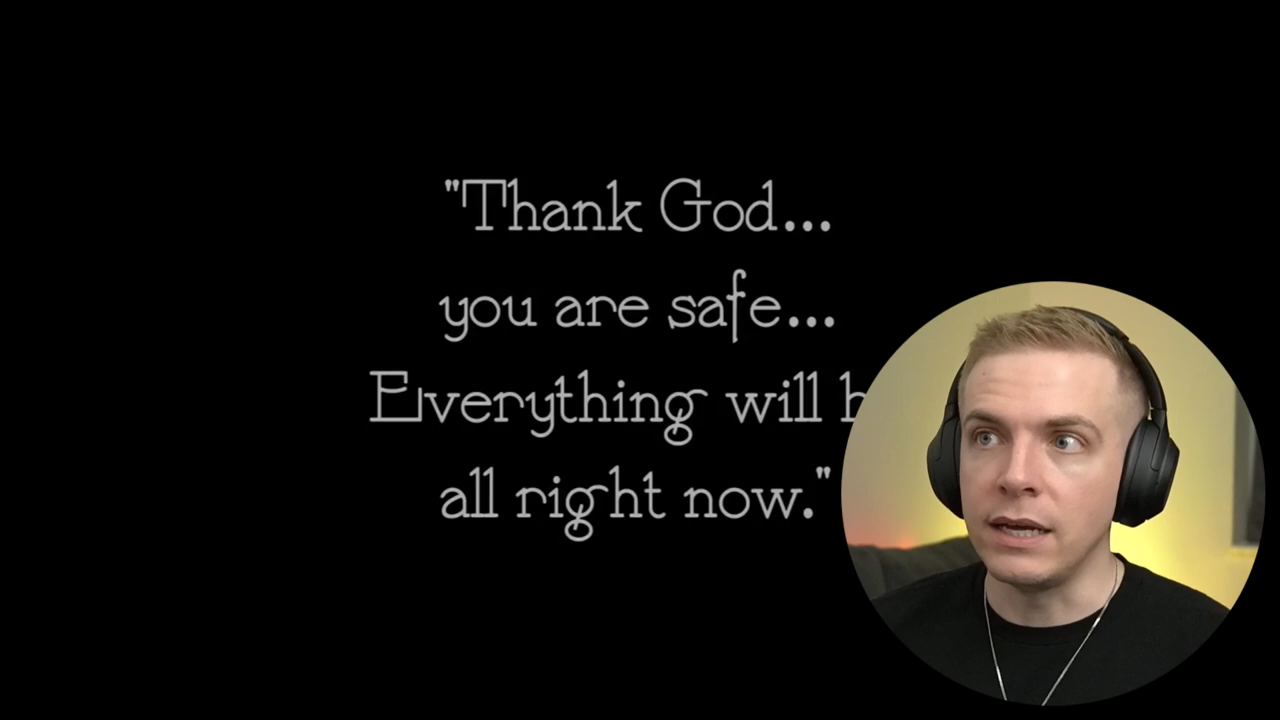 "Thank God...
you are safe...
Everything will
all right now."